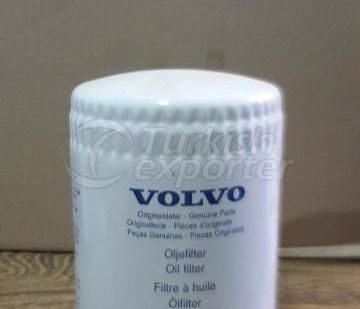 Turkish
exporter
VOLVO
Originaldelar - Genuine Parts
Originalteile - Pièces d'origine
Peças Genuinas - Piezas Originales
Oljefilter
Oil filter
Filtre à huile
Ölfilter